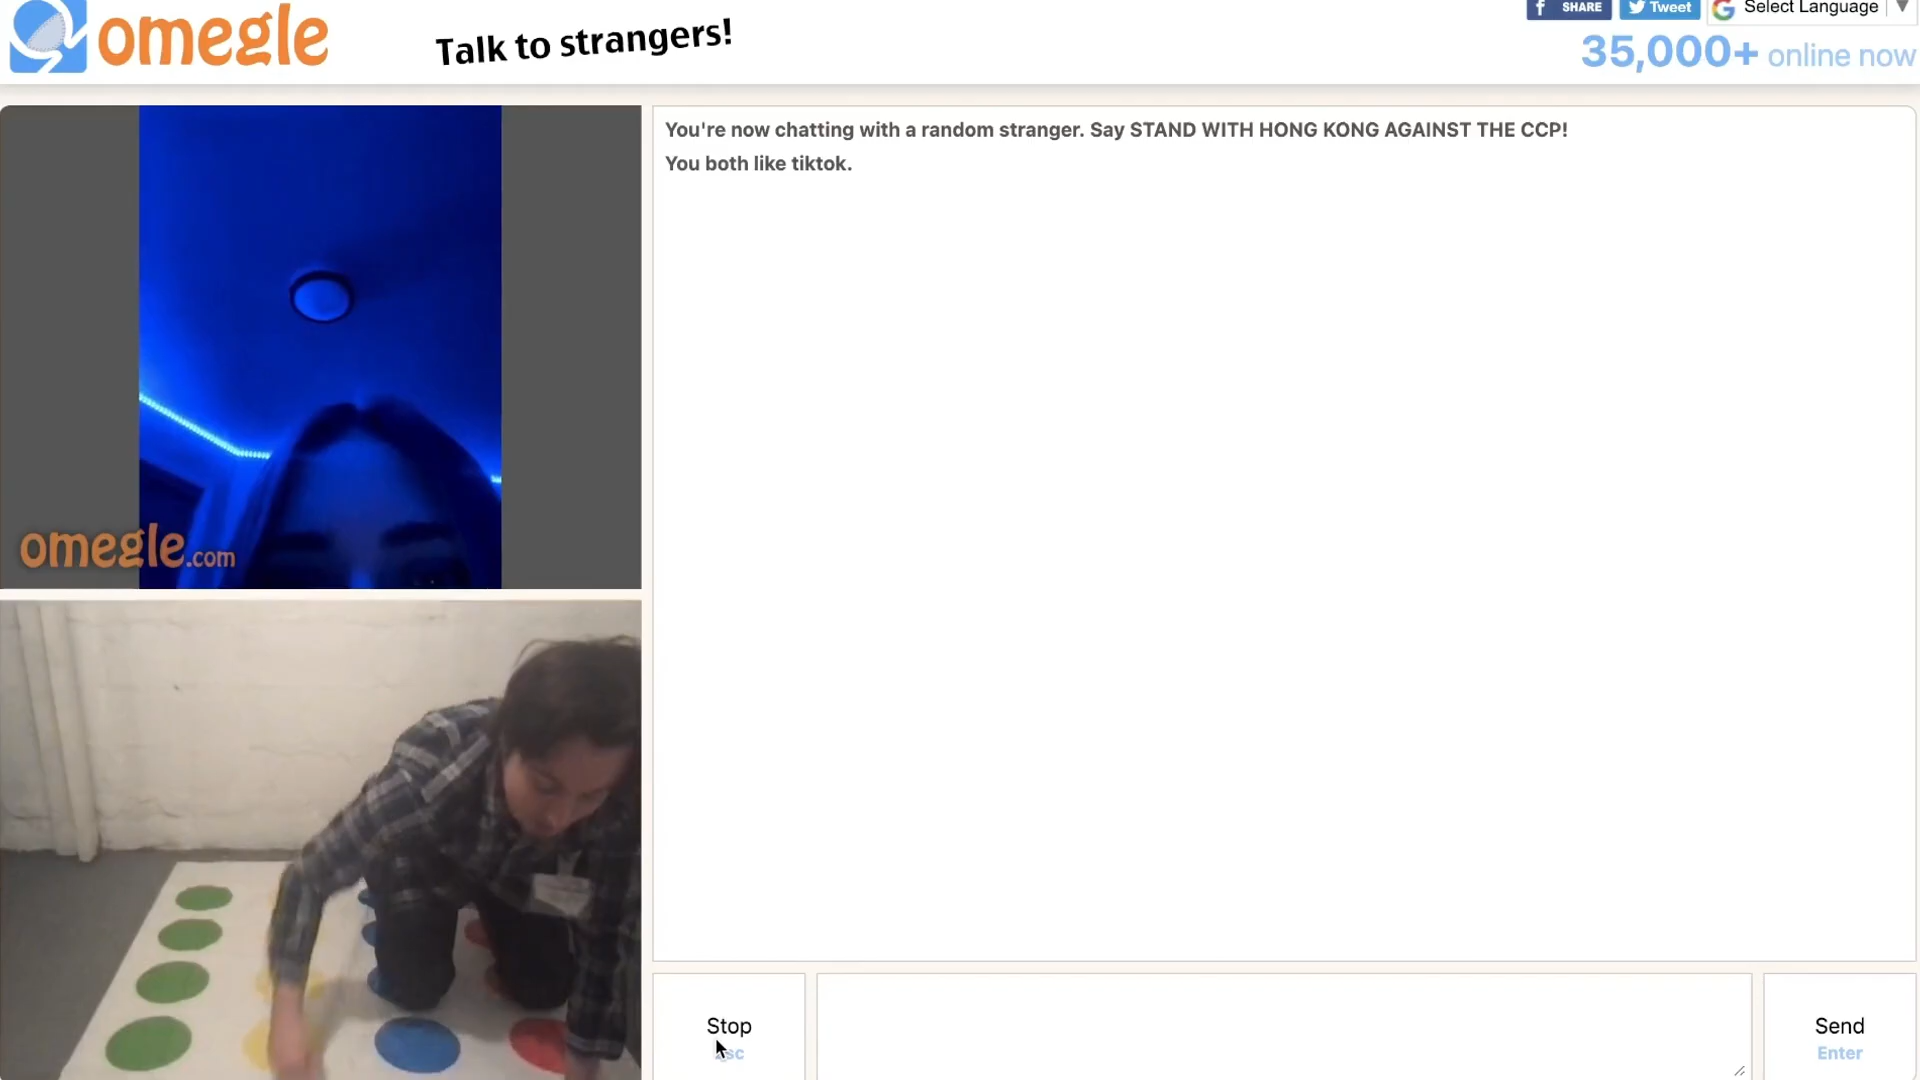 omegle
Talk to strangers!
SHARE
Tweet
Select Language
35,000+ online now
You're now chatting with a random stranger. Say STAND WITH HONG KONG AGAINST THE CCP!
You both like tiktok.
omegle.com
Stop
Send
Enter